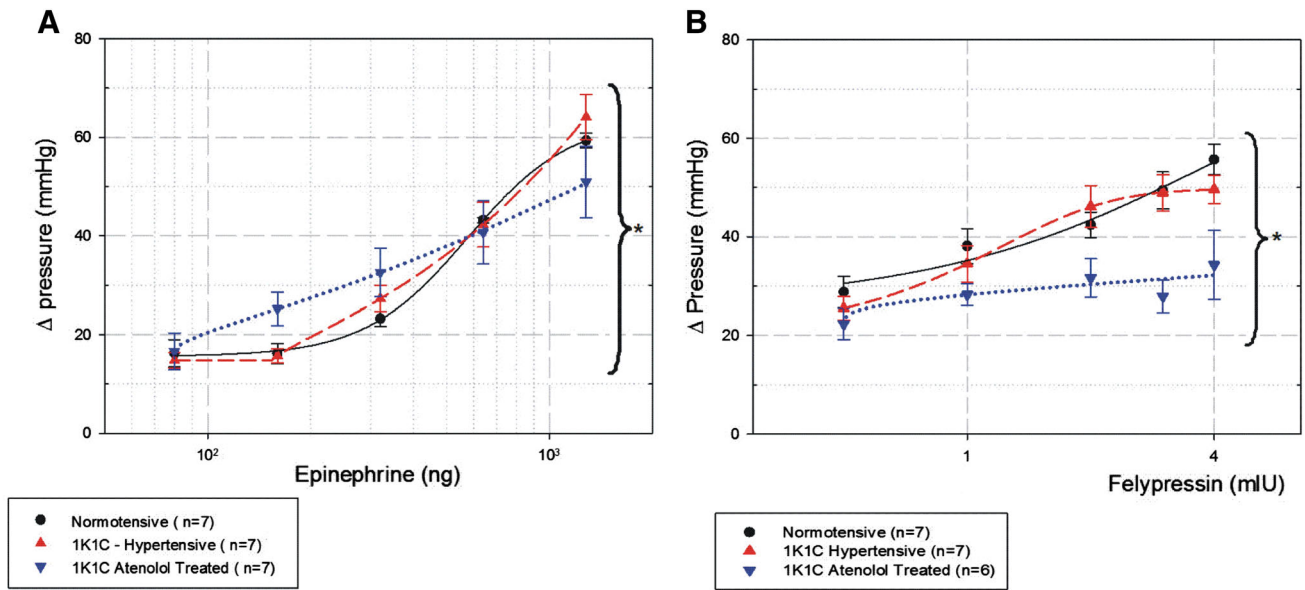 A
Δ pressure (mmHg)
80
60
40
20
0
10²
10³
Epinephrine (ng)
*
Normotensive ( n=7)
1K1C - Hypertensive ( n=7)
1K1C Atenolol Treated ( n=7)
B
Δ Pressure (mmHg)
80
60
40
20
0
1
4
Felypressin (mIU)
*
Normotensive (n=7)
1K1C Hypertensive (n=7)
1K1C Atenolol Treated (n=6)